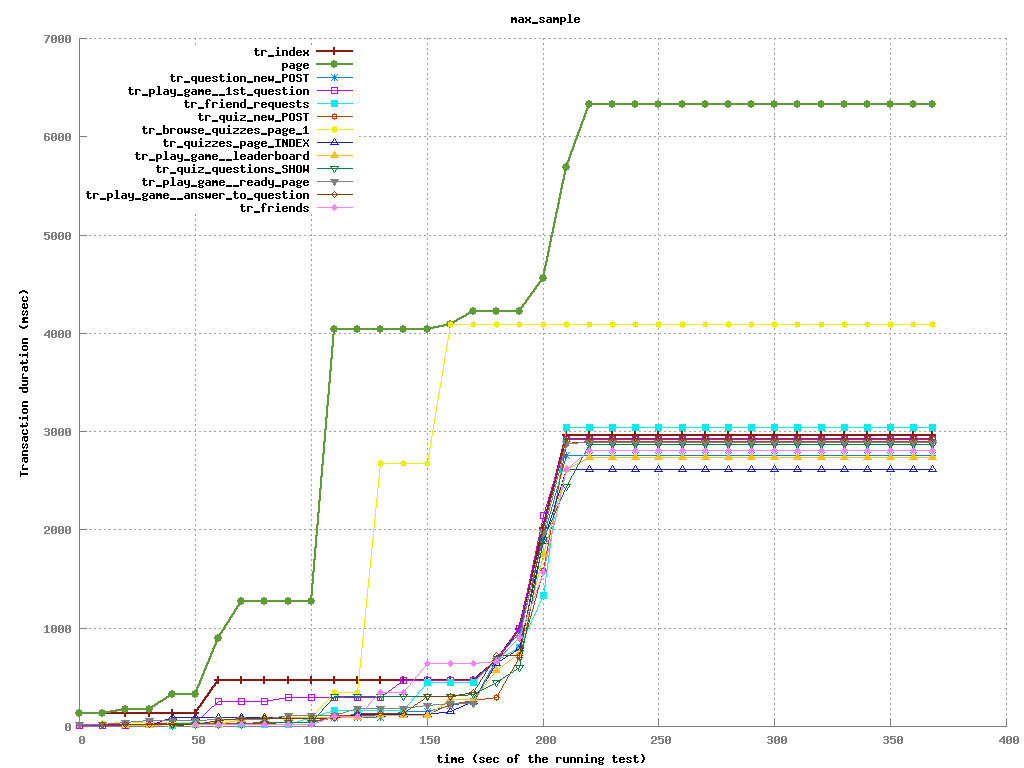 max_sample
7000
6000
5000
4000
3000
2000
1000
0
Transaction duration (msec)
tr_index
page
tr_question_new_POST
tr_play_game__1st_question
tr_friend_requests
tr_quiz_new_POST
tr_browse_quizzes_page_1
tr_quizzes_page_INDEX
tr_play_game__leaderboard
tr_quiz_questions_SHOW
tr_play_game__ready_page
tr_play_game__answer_to_question
tr_friends
0 50 100 150 200 250 300 350 400
time (sec of the running test)